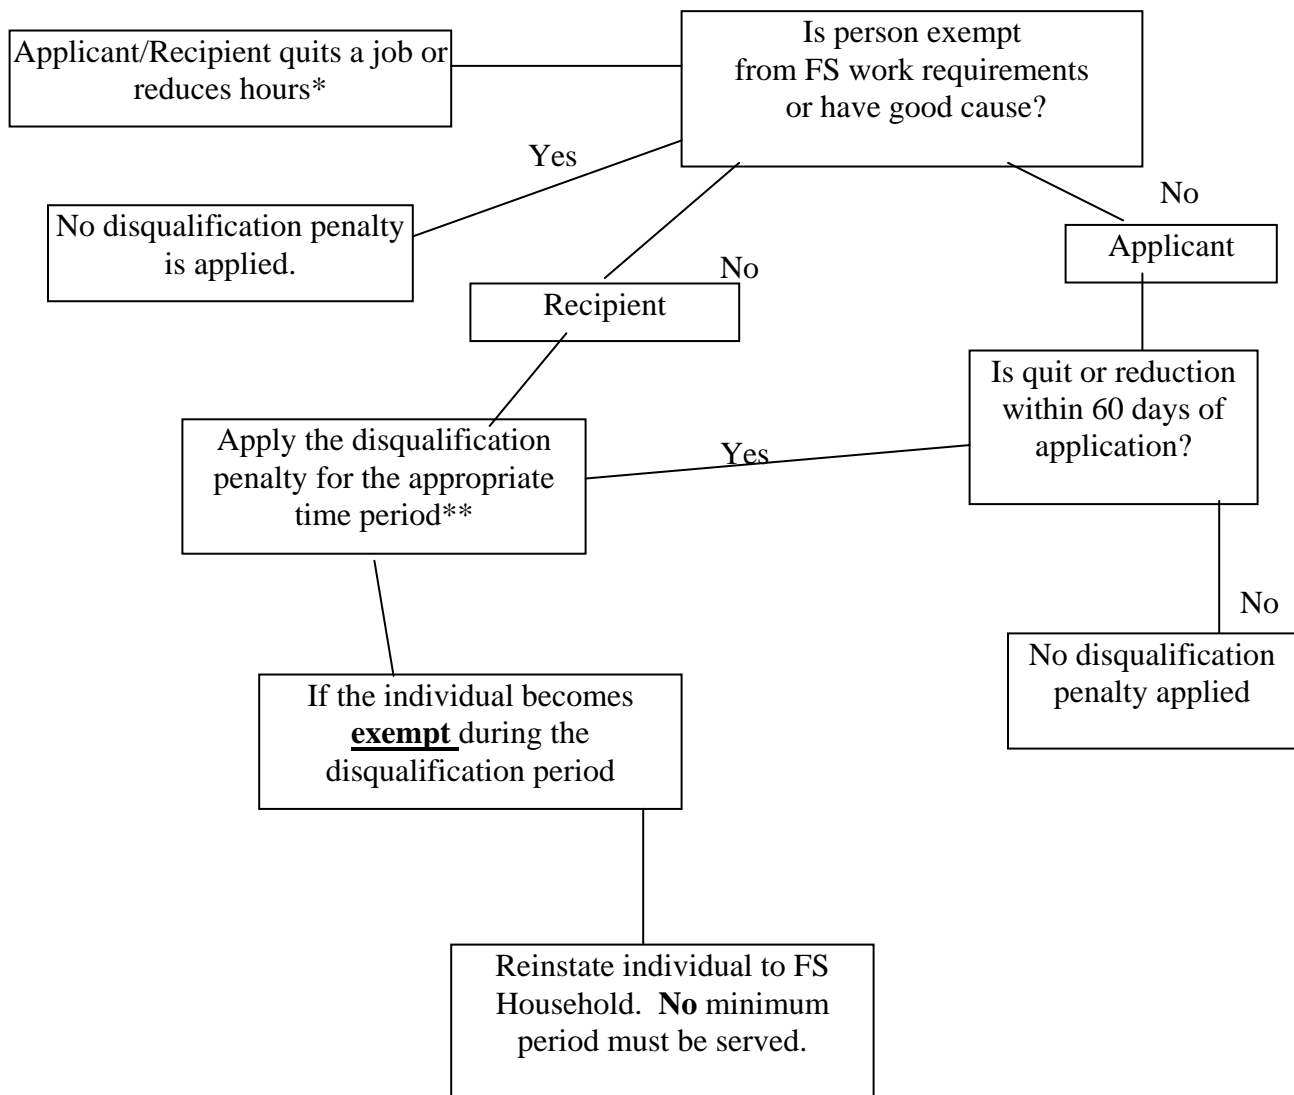 Applicant/Recipient quits a job or
reduces hours*
Is person exempt
from FS work requirements
or have good cause?
Yes
No
No disqualification penalty
is applied.
Applicant
No
Recipient
Is quit or reduction
within 60 days of
application?
Apply the disqualification
penalty for the appropriate
time period**
Yes
No
No disqualification
penalty applied
If the individual becomes
exempt during the
disqualification period
Reinstate individual to FS
Household. No minimum
period must be served.